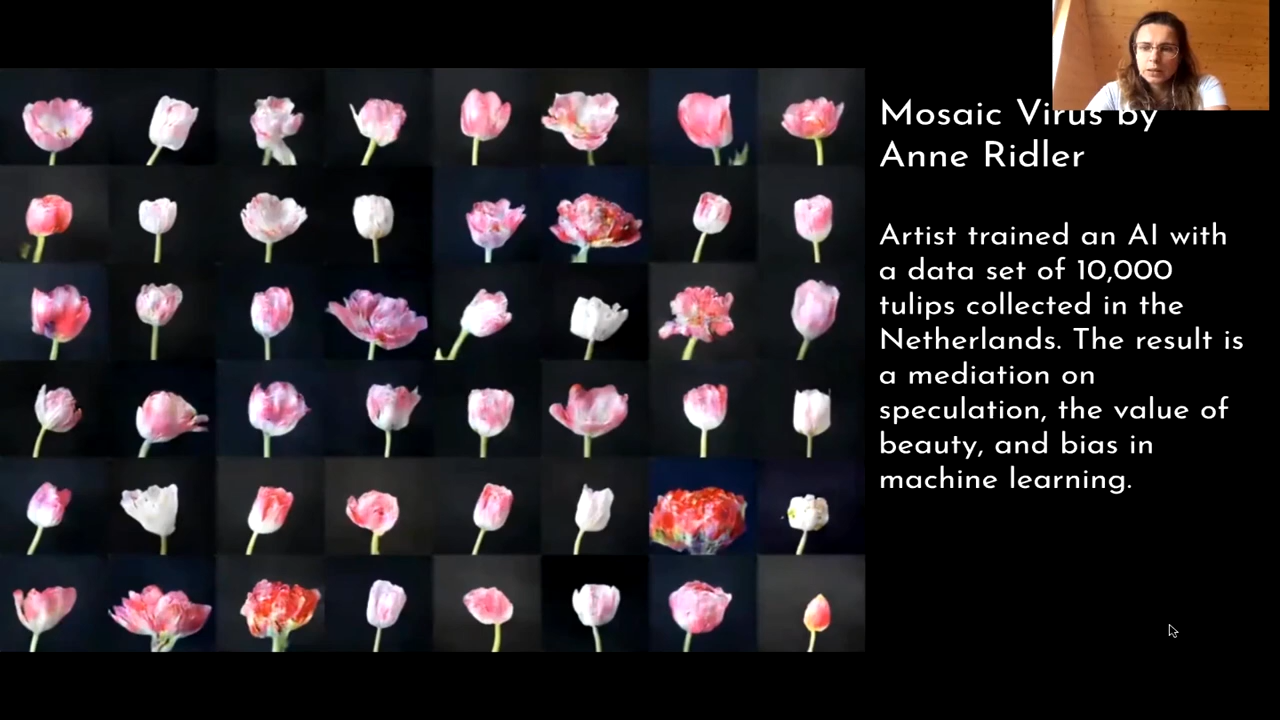 Mosaic Virus by
Anne Ridler
Artist trained an AI with
a data set of 10,000
tulips collected in the
Netherlands. The result is
a mediation on
speculation, the value of
beauty, and bias in
machine learning.